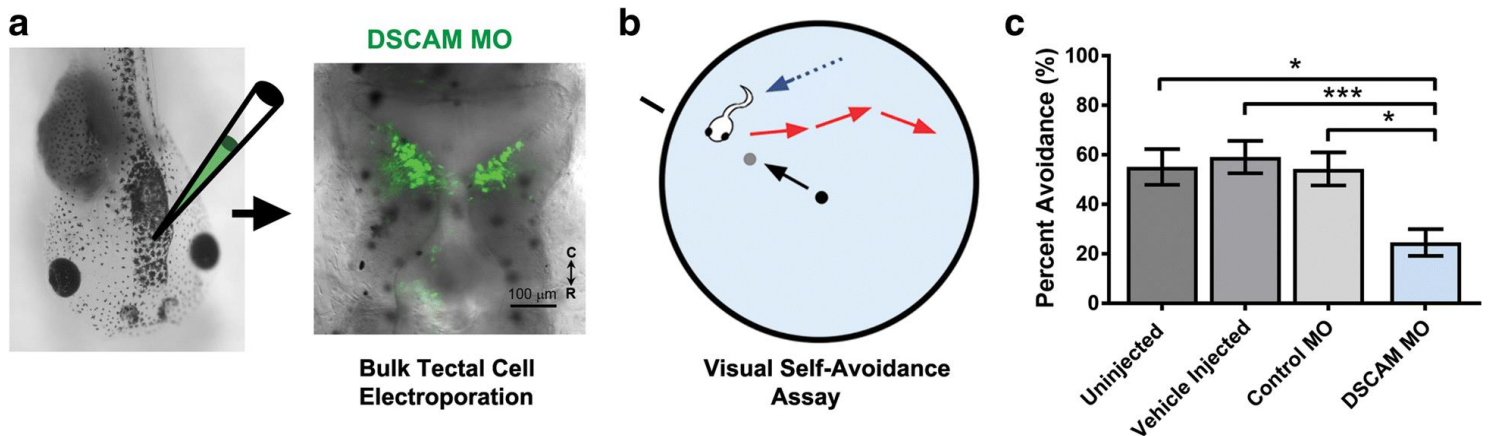 a
DSCAM MO
C
R
100 μm
Bulk Tectal Cell
Electroporation
b
Visual Self-Avoidance
Assay
c
Percent Avoidance (%)
100
80
60
40
20
0
*
***
*
Uninjected
Vehicle Injected
Control MO
DSCAM MO